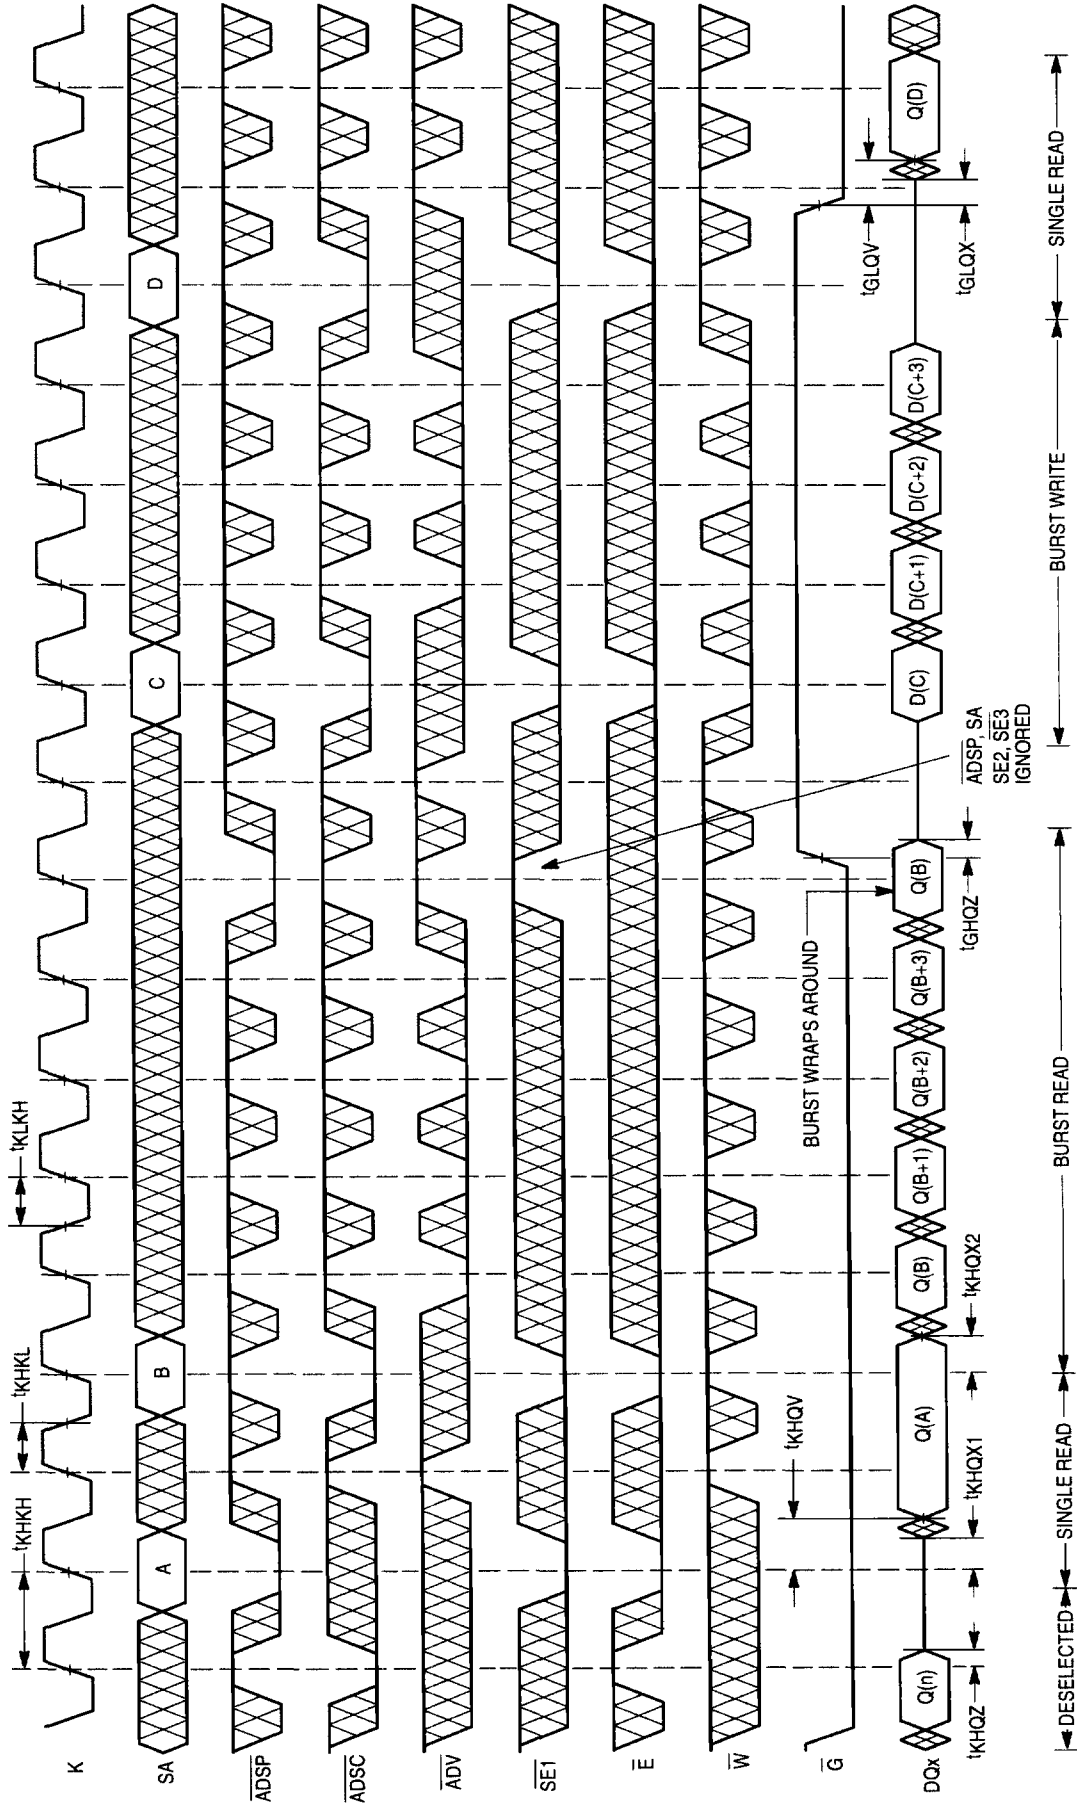 tKHKH
tKHKL
tKLKH
K
SA
A
B
C
D
ADSP
ADSC
ADV
SE1
E
W
G
tKHQV
BURST WRAPS AROUND
ADSP, SA
SE2, SE3
IGNORED
tGLQV
DQx
Q(n)
Q(A)
Q(B)
Q(B+1)
Q(B+2)
Q(B+3)
Q(B)
D(C)
D(C+1)
D(C+2)
D(C+3)
Q(D)
tKHQZ
tKHQX1
tKHQX2
tGHQZ
tGLQX
DESELECTED
SINGLE READ
BURST READ
BURST WRITE
SINGLE READ